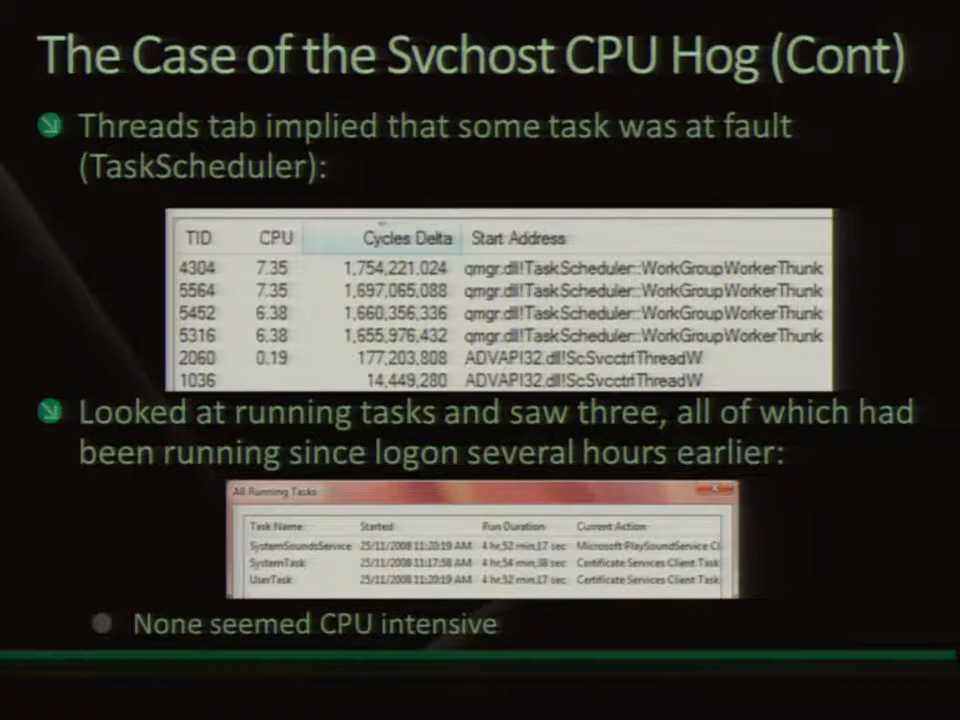 The Case of the Svchost CPU Hog (Cont)
Threads tab implied that some task was at fault
(TaskScheduler):
TID CPU Cycles Delta Start Address
4304 7.35 1,754,221,024 qmgr.dll!TaskScheduler::WorkGroupWorkerThunk
5564 7.35 1,697,065,088 qmgr.dll!TaskScheduler::WorkGroupWorkerThunk
5452 6.38 1,660,356,336 qmgr.dll!TaskScheduler::WorkGroupWorkerThunk
5316 6.38 1,655,976,432 qmgr.dll!TaskScheduler::WorkGroupWorkerThunk
2060 0.19 177,203,808 ADVAPI32.dll!ScSvcctrlThreadW
1036 14,449,280 ADVAPI32.dll!ScSvcctrlThreadW
Looked at running tasks and saw three, all of which had
been running since logon several hours earlier:
All Running Tasks
Task Name Started Run Duration Current Action
SystemSoundsService 25/11/2008 11:20:19 AM 4 hr,52 min,17 sec Microsoft PlaySoundService Cl
SystemTask 25/11/2008 11:17:58 AM 4 hr,54 min,38 sec Certificate Services Client Task
UserTask 25/11/2008 11:20:19 AM 4 hr,52 min,17 sec Certificate Services Client Task
None seemed CPU intensive